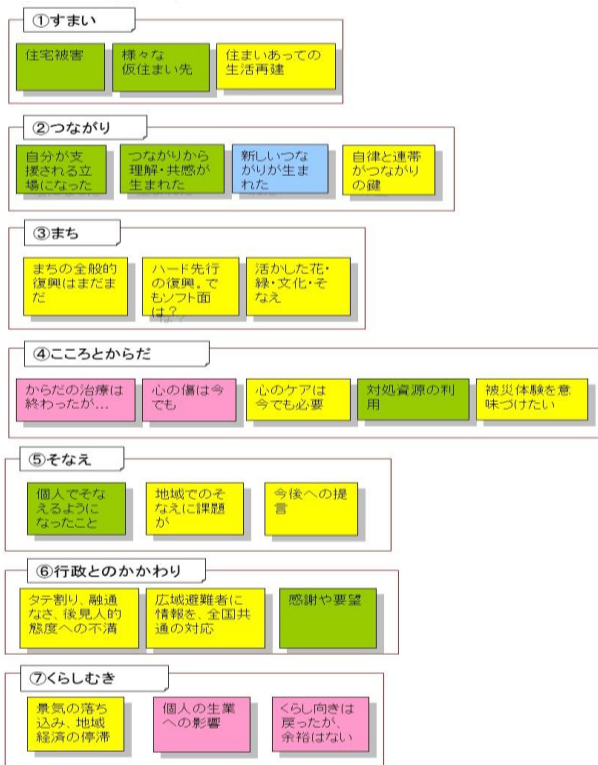 ①すまい
住宅被害
様々な
仮住まい先
住まいあっての
生活再建
②つながり
自分が支
援される立
場になった
つながりから
理解・共感が
生まれた
新しいつな
がりが生ま
れた
自律と連帯
がつながり
の鍵
③まち
まちの全般的
復興はまだま
だ
ハード先行
の復興。で
もソフト面
は?
活かした花・
緑・文化・そ
なえ
④こころとからだ
からだの治療は
終わったが…
心の傷は今
でも
心のケアは
今でも必要
対処資源の利
用
被災体験を意
味づけたい
⑤そなえ
個人でそな
えるように
なったこと
地域でのそ
なえに課題
が
今後への提
言
⑥行政とのかかわり
タテ割り、融通
なさ、後見人的
態度への不満
広域避難者に
情報を、全国共
通の対応
感謝や要望
⑦くらしむき
景気の落ち
込み、地域
経済の停滞
個人の生業
への影響
くらし向きは
戻ったが、
余裕はない